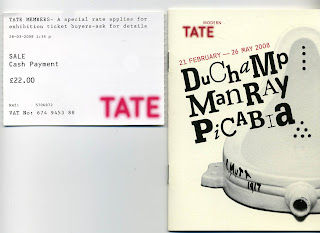 TATE MEMBERS- A special rate applies for
exhibition ticket buyers-ask for details
SALE
Cash Payment
£22.00
TATE
VAT No: 674 9453 88
MODERN
TATE
21 FEBRUARY — 26 MAY 2008
DuchAmp
ManRAy
PicABiA
R.MUTT
1917